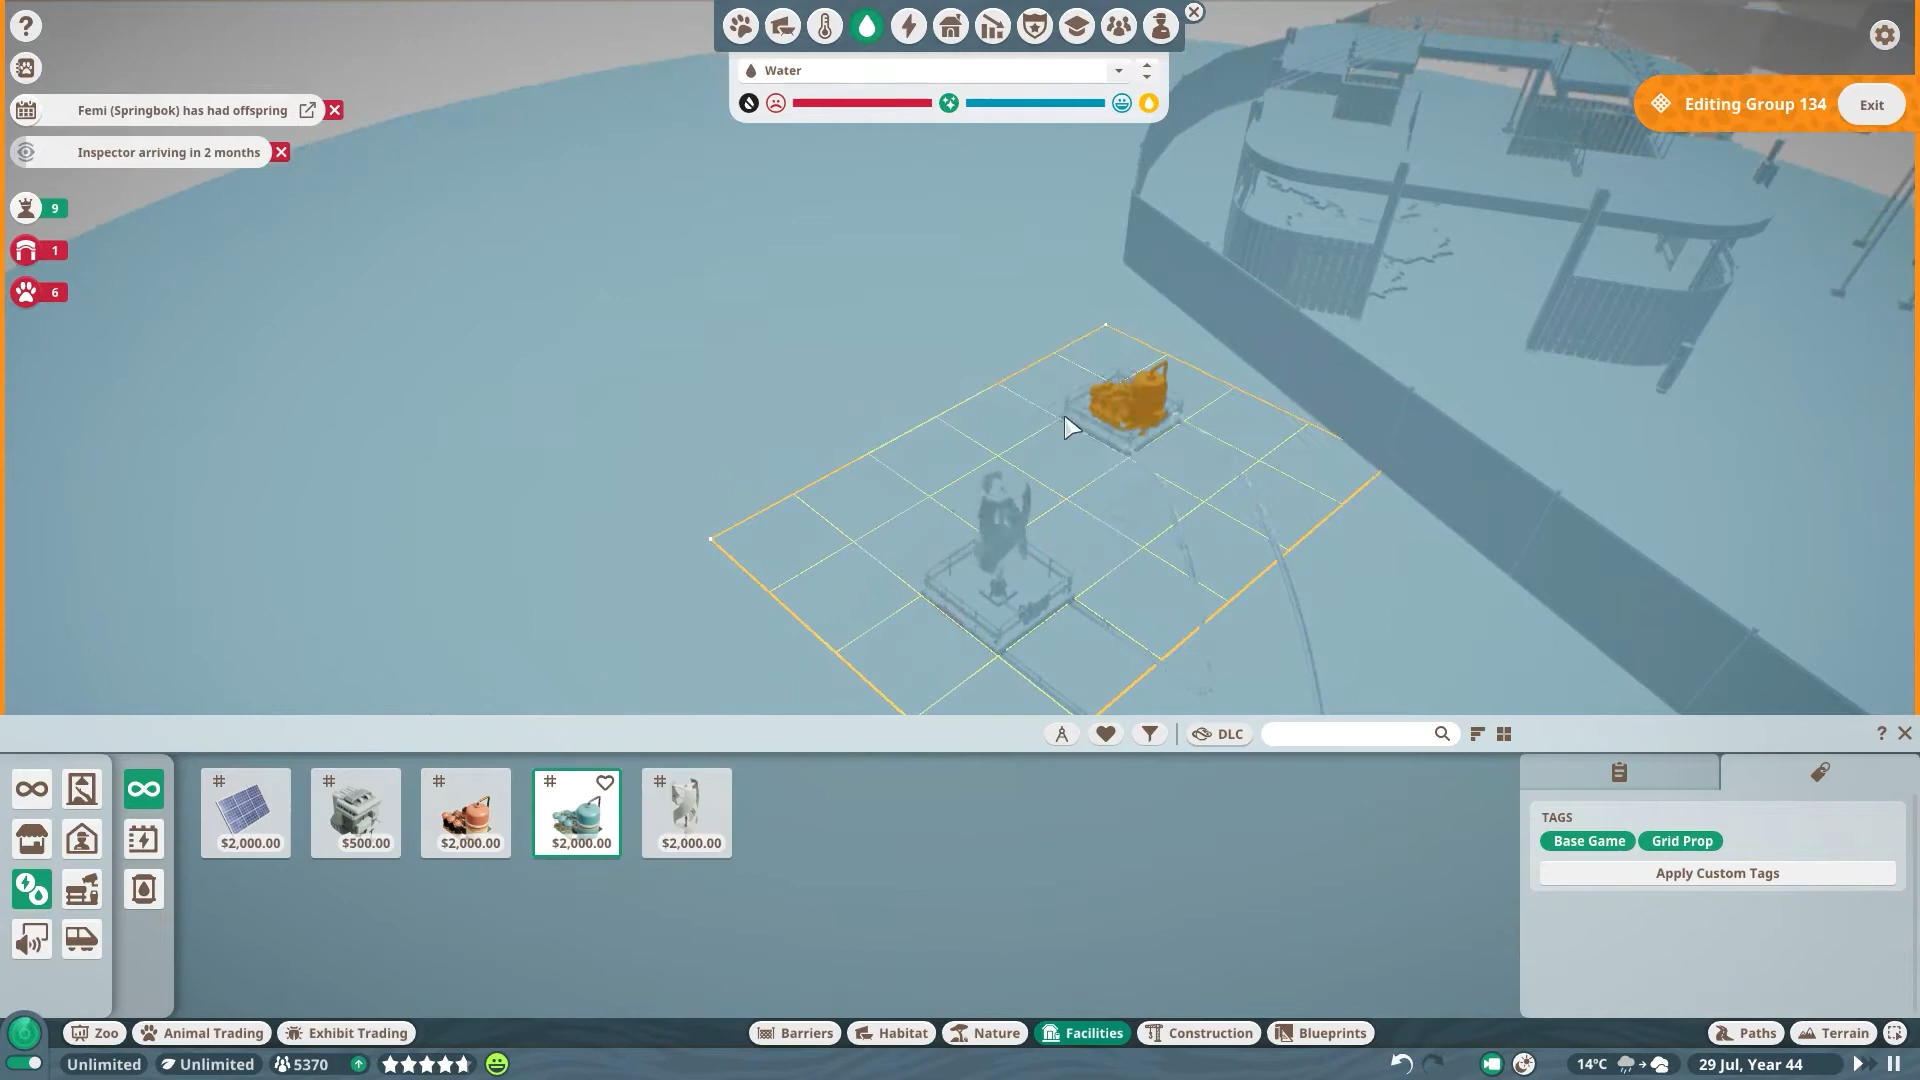 Water
Femi (Springbok) has had offspring
Inspector arriving in 2 months
9
1
6
Editing Group 134
Exit
DLC
?
$2,000.00
$500.00
$2,000.00
$2,000.00
$2,000.00
TAGS
Base Game
Grid Prop
Apply Custom Tags
Zoo
Animal Trading
Exhibit Trading
Barriers
Habitat
Nature
Facilities
Construction
Blueprints
Paths
Terrain
Unlimited
Unlimited
5370
14°C
29 Jul, Year 44